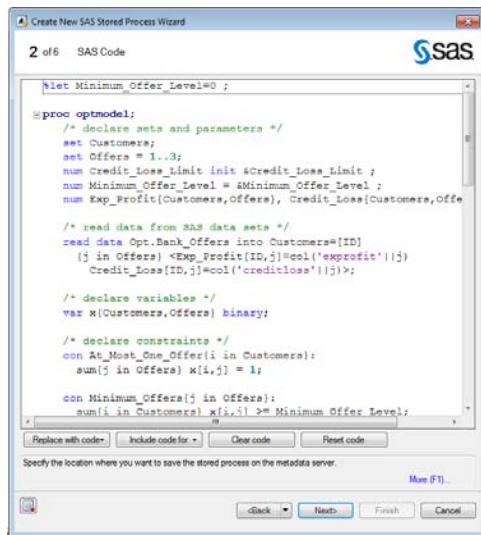 Create New SAS Stored Process Wizard
2 of 6 SAS Code
sas
%let Minimum_Offer_Level=0 ;
proc optmodel;
/* declare sets and parameters */
set Customers;
set Offers = 1..3;
num Credit_Loss_Limit init &Credit_Loss_Limit ;
num Minimum_Offer_Level = &Minimum_Offer_Level ;
num Exp_Profit{Customers,Offers}, Credit_Loss{Customers,Offe
/* read data from SAS data sets */
read data Opt.Bank_Offers into Customers=[ID]
{j in Offers} <Exp_Profit[ID,j]=col('exprofit'||j)
Credit_Loss[ID,j]=col('creditloss'||j)>;
/* declare variables */
var x{Customers,Offers} binary;
/* declare constraints */
con At_Most_One_Offer{i in Customers}:
sum{j in Offers} x[i,j] = 1;
con Minimum_Offers{j in Offers}:
sum{i in Customers} x[i,j] >= Minimum_Offer_Level;
Replace with code Include code for Clear code Reset code
Specify the location where you want to save the stored process on the metadata server.
More (F1)...
<Back Next> Finish Cancel